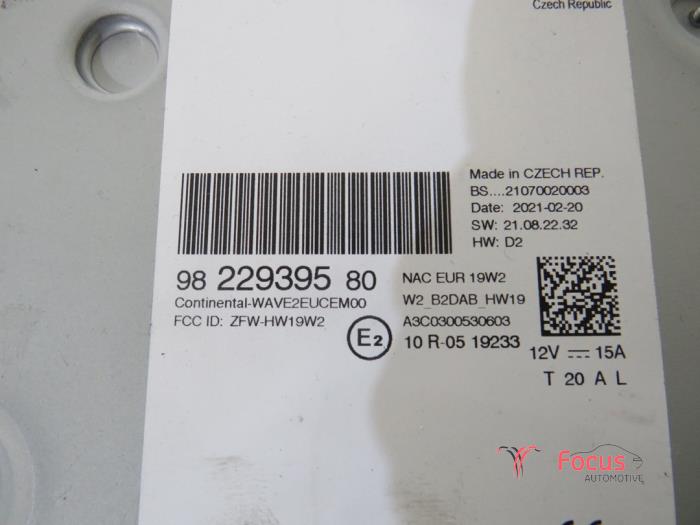 Czech Republic
Made in CZECH REP.
BS....21070020003
Date: 2021-02-20
SW: 21.08.22.32
HW: D2
98 229395 80
Continental-WAVE2EUCEM00
FCC ID: ZFW-HW19W2
E2
NAC EUR 19W2
W2_B2DAB_HW19
A3C0300530603
10 R-05 19233
12V ⎓ 15A
T 20 A L
Focus
AUTOMOTIVE